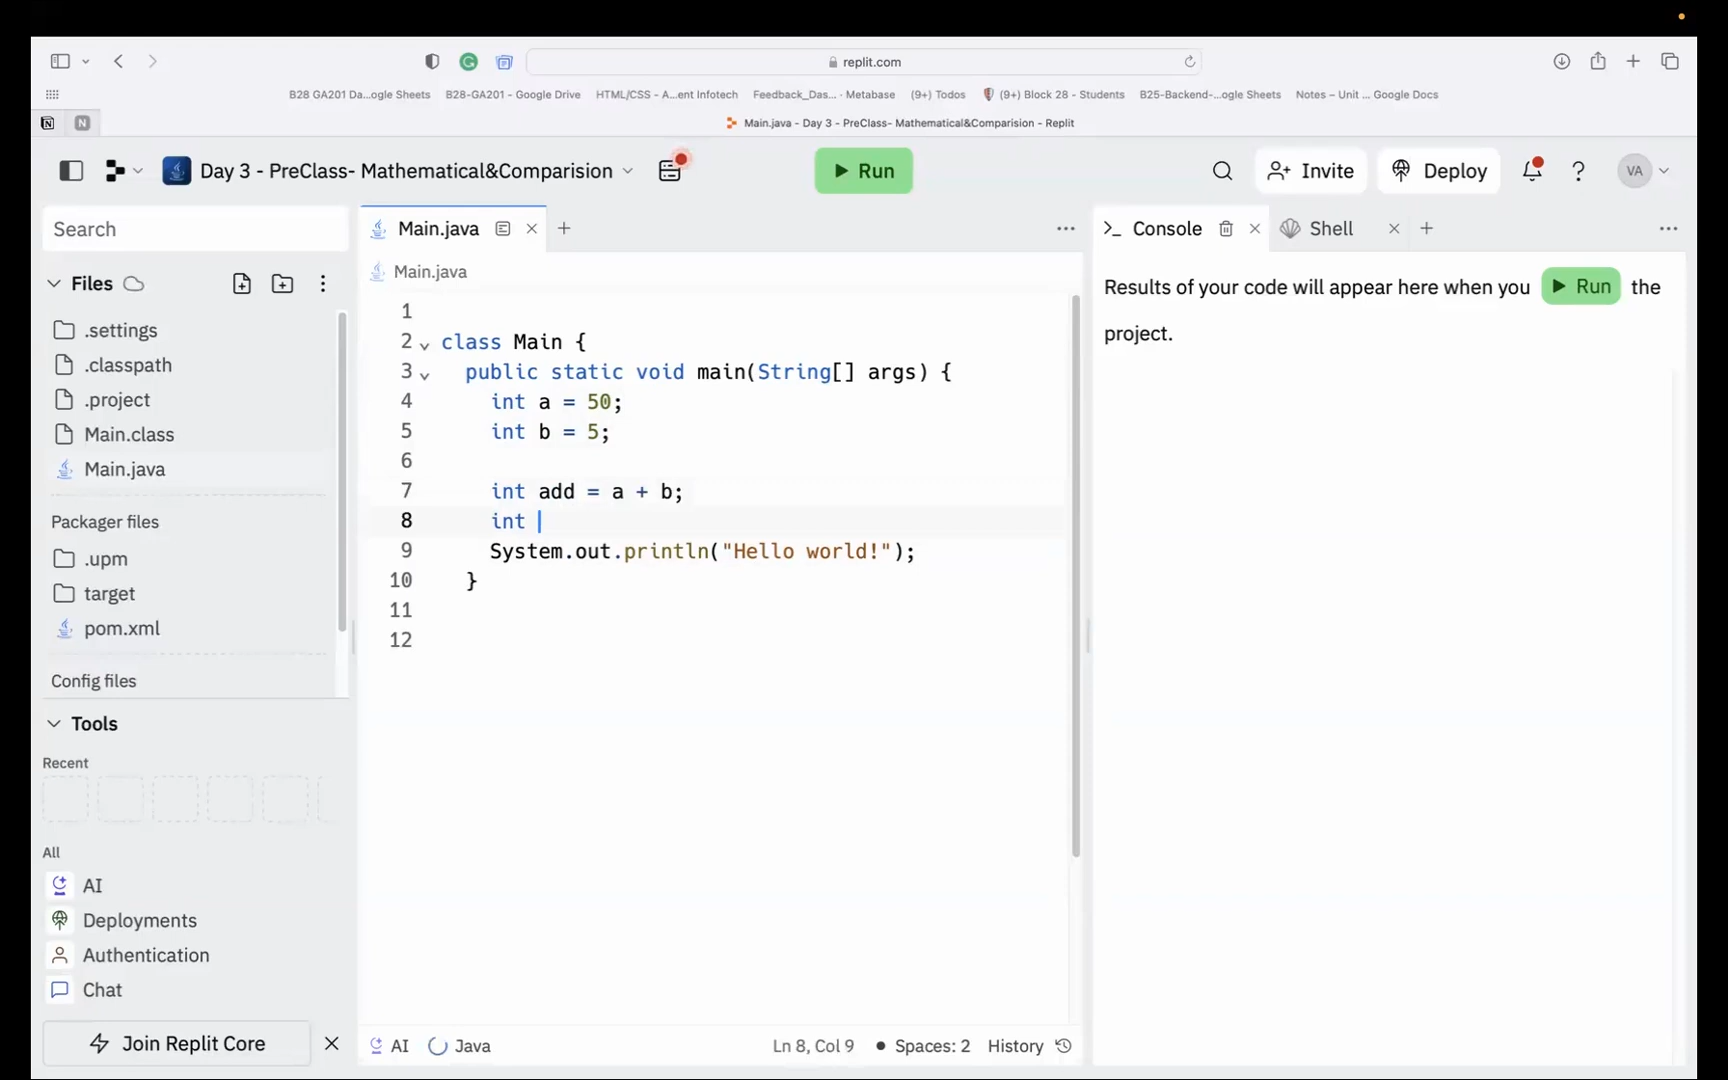 replit.com
B28 GA201 Da...ogle Sheets B28-GA201 - Google Drive HTML/CSS - A...ent Infotech Feedback_Das... · Metabase (9+) Todos (9+) Block 28 - Students B25-Backend-...ogle Sheets Notes – Unit ... Google Docs
N Main.java - Day 3 - PreClass- Mathematical&Comparision - Replit
Day 3 - PreClass- Mathematical&Comparision Run Invite Deploy ? VA
Search Main.java Console Shell
Main.java
Files
Results of your code will appear here when you Run the
project.
.settings
.classpath
.project
Main.class
Main.java
Packager files
.upm
target
pom.xml
Config files
Tools
Recent
All
AI
Deployments
Authentication
Chat
Join Replit Core
1
2 class Main {
3 public static void main(String[] args) {
4 int a = 50;
5 int b = 5;
6
7 int add = a + b;
8 int
9 System.out.println("Hello world!");
10 }
11
12
AI Java Ln 8, Col 9 Spaces: 2 History